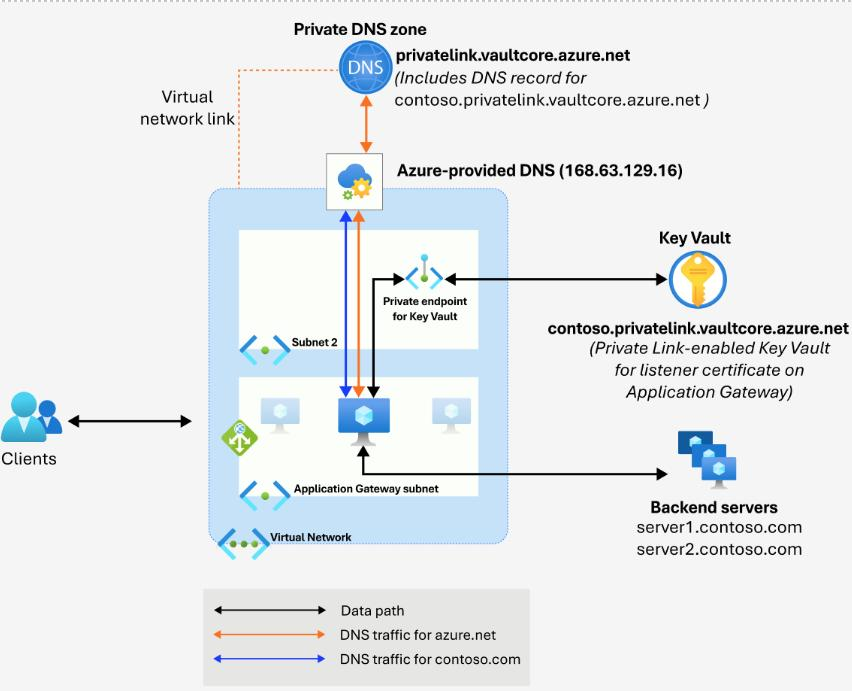 Private DNS zone
DNS
privatelink.vaultcore.azure.net
(Includes DNS record for
contoso.privatelink.vaultcore.azure.net )
Virtual
network link
Azure-provided DNS (168.63.129.16)
Key Vault
Private endpoint
for Key Vault
contoso.privatelink.vaultcore.azure.net
(Private Link-enabled Key Vault
for listener certificate on
Application Gateway)
Subnet 2
Clients
Application Gateway subnet
Backend servers
server1.contoso.com
server2.contoso.com
Virtual Network
Data path
DNS traffic for azure.net
DNS traffic for contoso.com